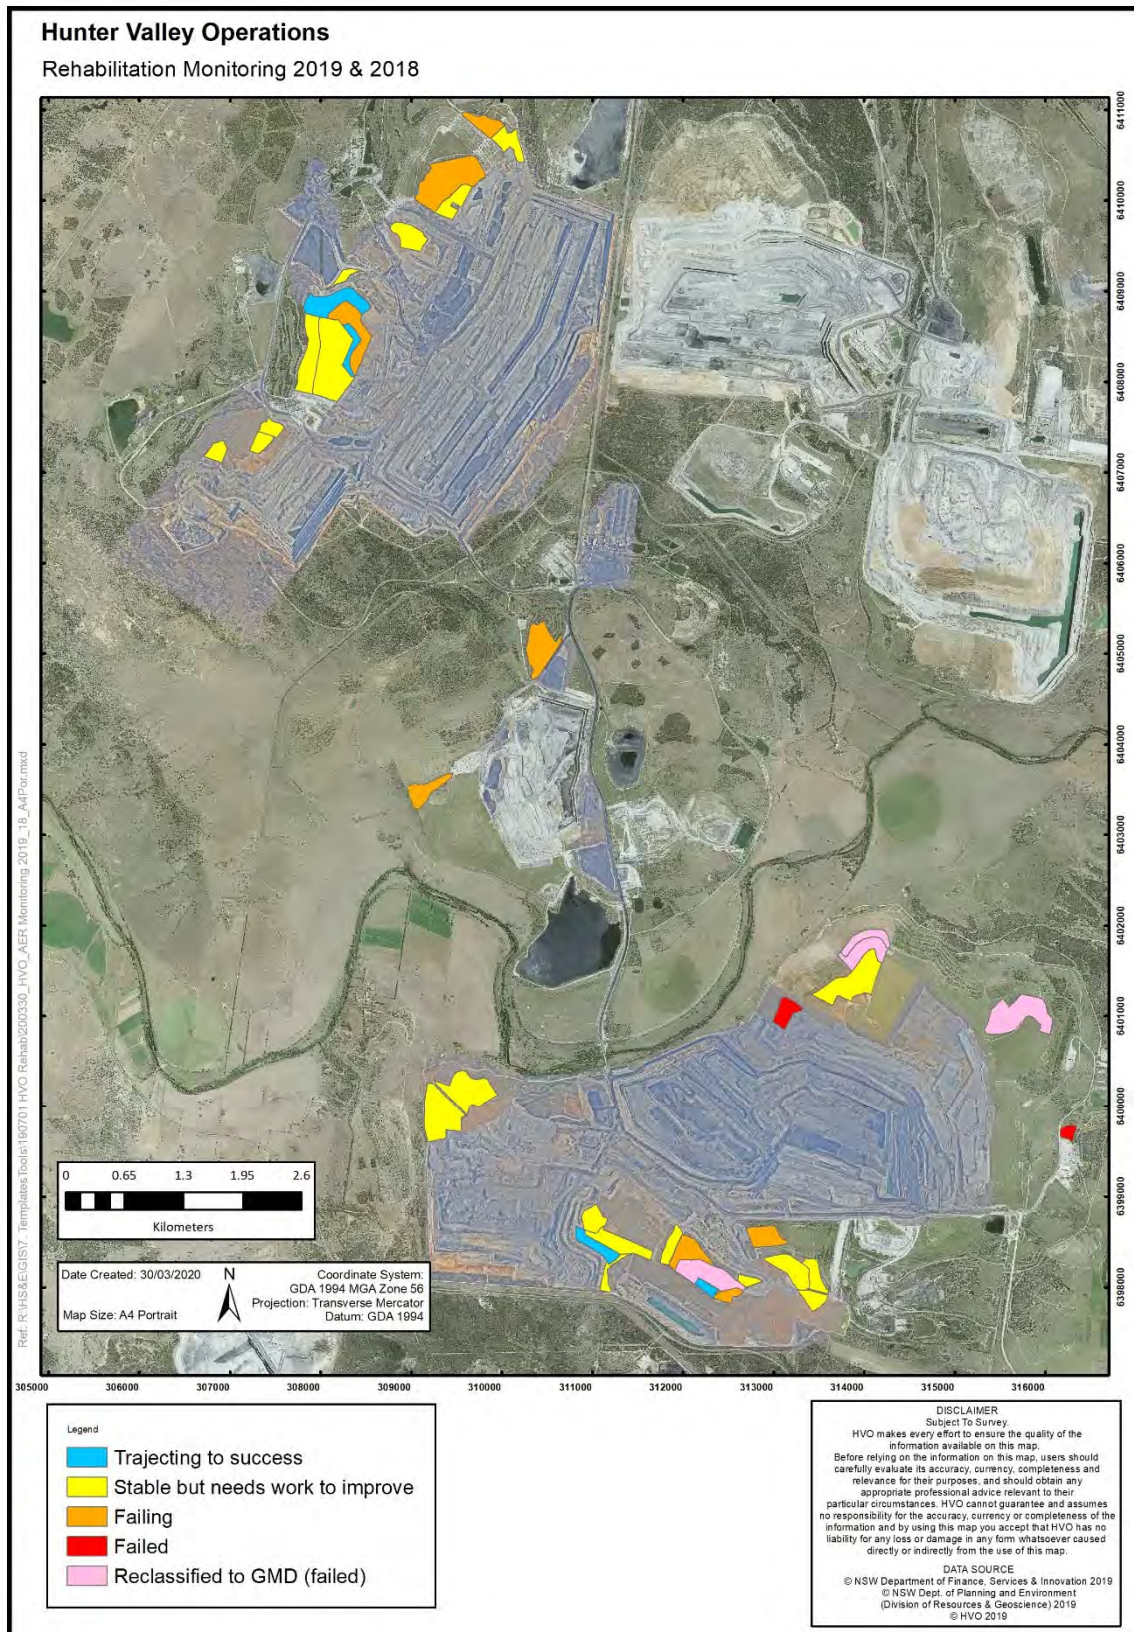 Hunter Valley Operations
Rehabilitation Monitoring 2019 & 2018
6411000
6410000
6409000
6408000
6407000
6406000
6405000
6404000
6403000
6402000
6401000
6400000
6399000
6398000
Ref: R:\HS&E\GIS\7. TemplatesTools\190701 HVO Rehab\200330_HVO_AER Monitoring 2019_18_A4Por.mxd
0 0.65 1.3 1.95 2.6
Kilometers
Date Created: 30/03/2020
Map Size: A4 Portrait
N
Coordinate System:
GDA 1994 MGA Zone 56
Projection: Transverse Mercator
Datum: GDA 1994
305000 306000 307000 308000 309000 310000 311000 312000 313000 314000 315000 316000
Legend
Trajecting to success
Stable but needs work to improve
Failing
Failed
Reclassified to GMD (failed)
DISCLAIMER
Subject To Survey.
HVO makes every effort to ensure the quality of the
information available on this map.
Before relying on the information on this map, users should
carefully evaluate its accuracy, currency, completeness and
relevance for their purposes, and should obtain any
appropriate professional advice relevant to their
particular circumstances. HVO cannot guarantee and assumes
no responsibility for the accuracy, currency or completeness of the
information and by using this map you accept that HVO has no
liability for any loss or damage in any form whatsoever caused
directly or indirectly from the use of this map.
DATA SOURCE
© NSW Department of Finance, Services & Innovation 2019
© NSW Dept. of Planning and Environment
(Division of Resources & Geoscience) 2019
© HVO 2019